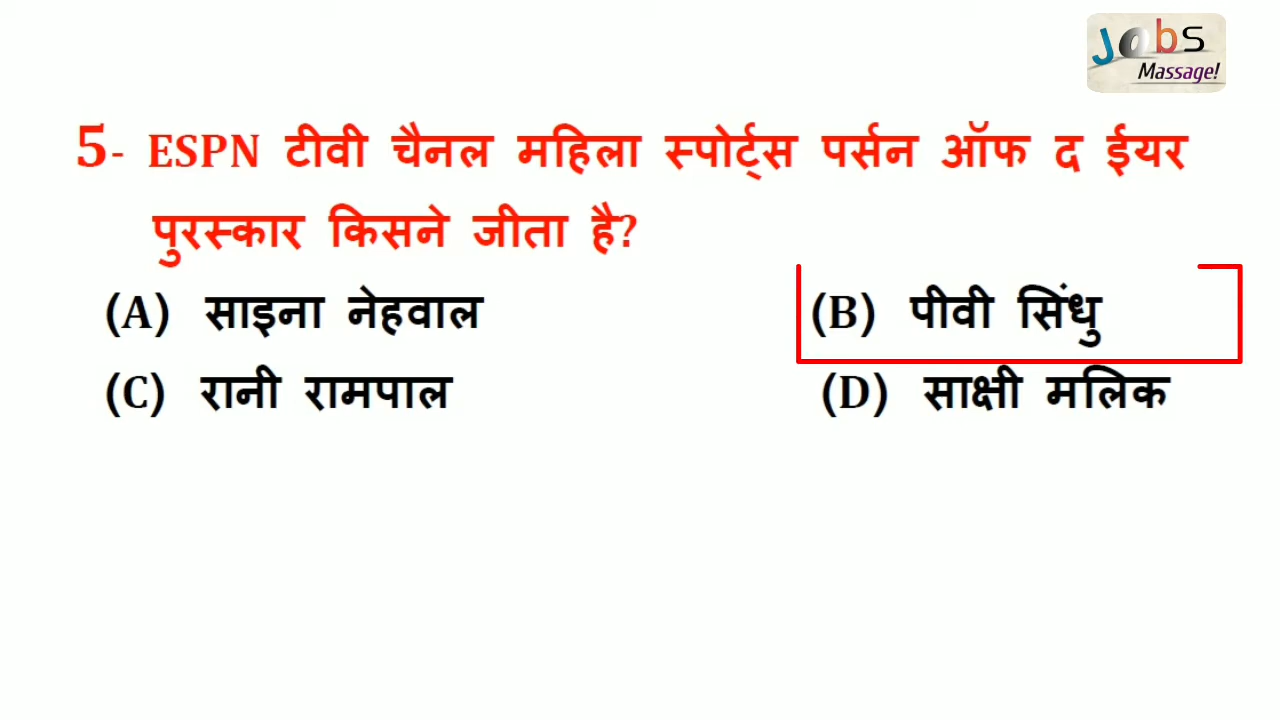 Jobs
Massage!
5- ESPN टीवी चैनल महिला स्पोर्ट्स पर्सन ऑफ द ईयर
पुरस्कार किसने जीता है?
(A) साइना नेहवाल (B) पीवी सिंधु
(C) रानी रामपाल (D) साक्षी मलिक